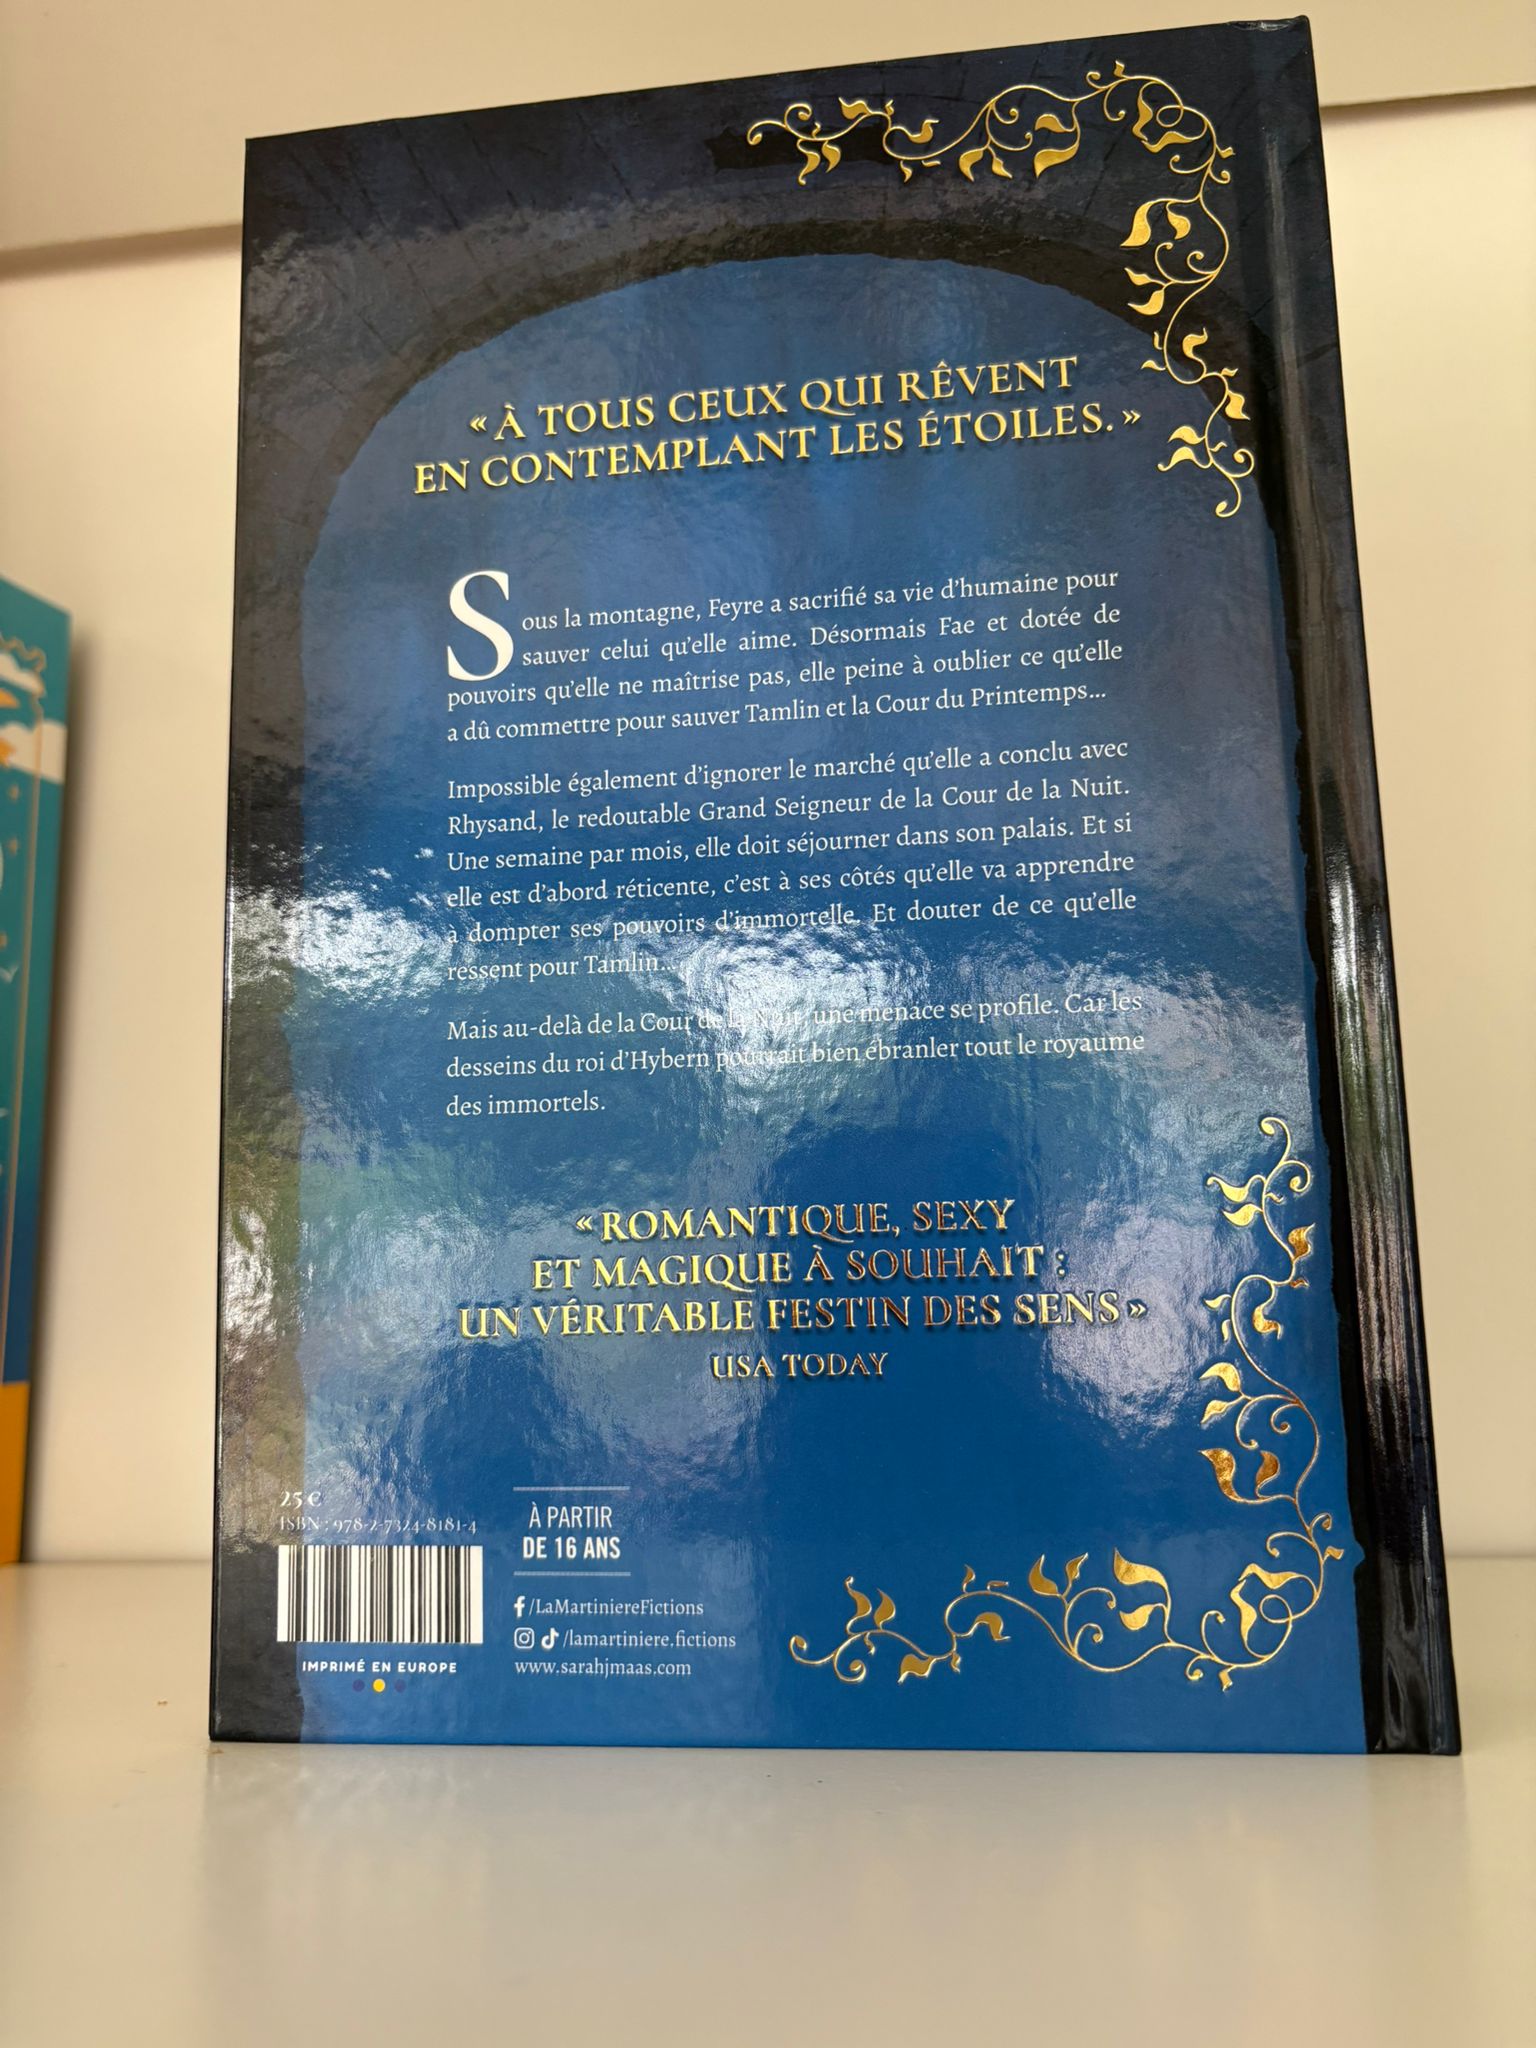 « À TOUS CEUX QUI RÊVENT
EN CONTEMPLANT LES ÉTOILES. »
Sous la montagne, Feyre a sacrifié sa vie d’humaine pour
sauver celui qu’elle aime. Désormais Fae et dotée de
pouvoirs qu’elle ne maîtrise pas, elle peine à oublier ce qu’elle
a dû commettre pour sauver Tamlin et la Cour du Printemps...
Impossible également d’ignorer le marché qu’elle a conclu avec
Rhysand, le redoutable Grand Seigneur de la Cour de la Nuit.
Une semaine par mois, elle doit séjourner dans son palais. Et si
elle est d’abord réticente, c’est à ses côtés qu’elle va apprendre
à dompter ses pouvoirs d’immortelle. Et douter de ce qu’elle
ressent pour Tamlin...
Mais au-delà de la Cour de la Nuit, une menace se profile. Car les
desseins du roi d’Hybern pourrait bien ébranler tout le royaume
des immortels.
« ROMANTIQUE, SEXY
ET MAGIQUE À SOUHAIT :
UN VÉRITABLE FESTIN DES SENS »
USA TODAY
25 €
ISBN : 978-2-7324-8181-4
IMPRIMÉ EN EUROPE
À PARTIR
DE 16 ANS
/LaMartiniereFictions
/lamartiniere.fictions
www.sarahjmaas.com